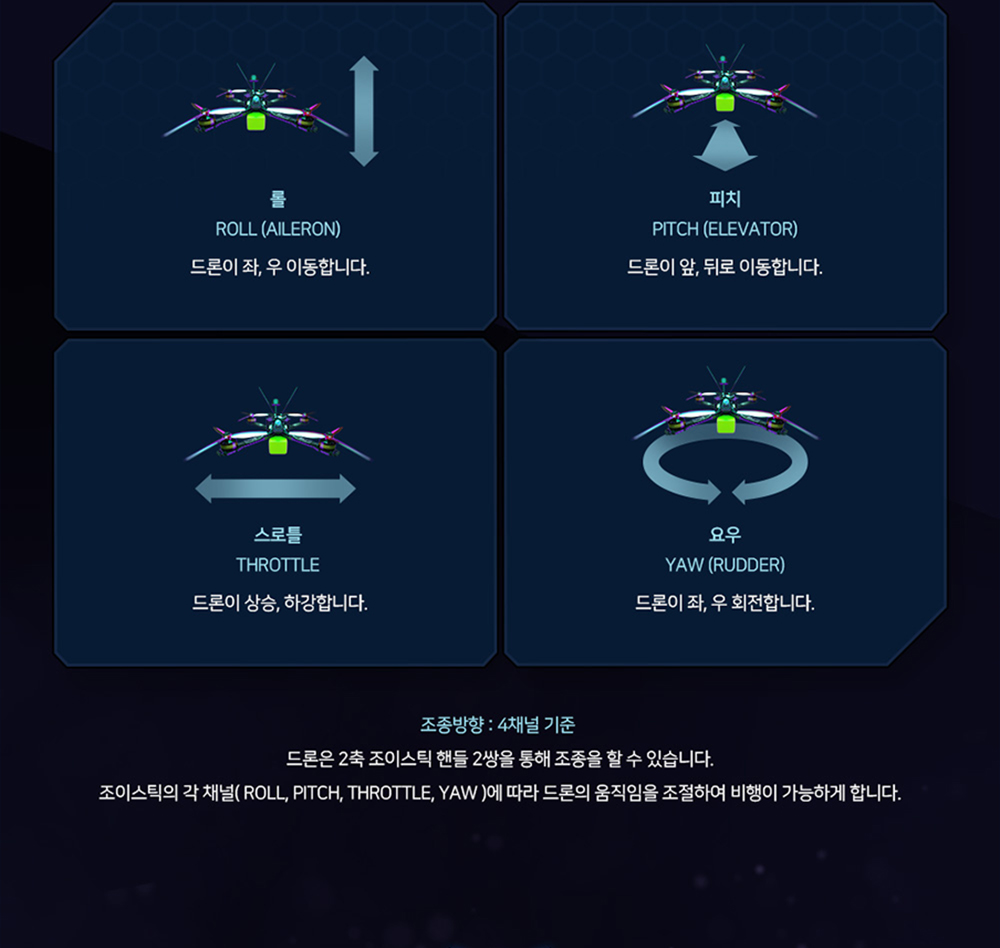 롤
ROLL (AILERON)
드론이 좌, 우 이동합니다.
피치
PITCH (ELEVATOR)
드론이 앞, 뒤로 이동합니다.
스로틀
THROTTLE
드론이 상승, 하강합니다.
요우
YAW (RUDDER)
드론이 좌, 우 회전합니다.
조종방향 : 4채널 기준
드론은 2축 조이스틱 핸들 2쌍을 통해 조종을 할 수 있습니다.
조이스틱의 각 채널( ROLL, PITCH, THROTTLE, YAW )에 따라 드론의 움직임을 조절하여 비행이 가능하게 합니다.